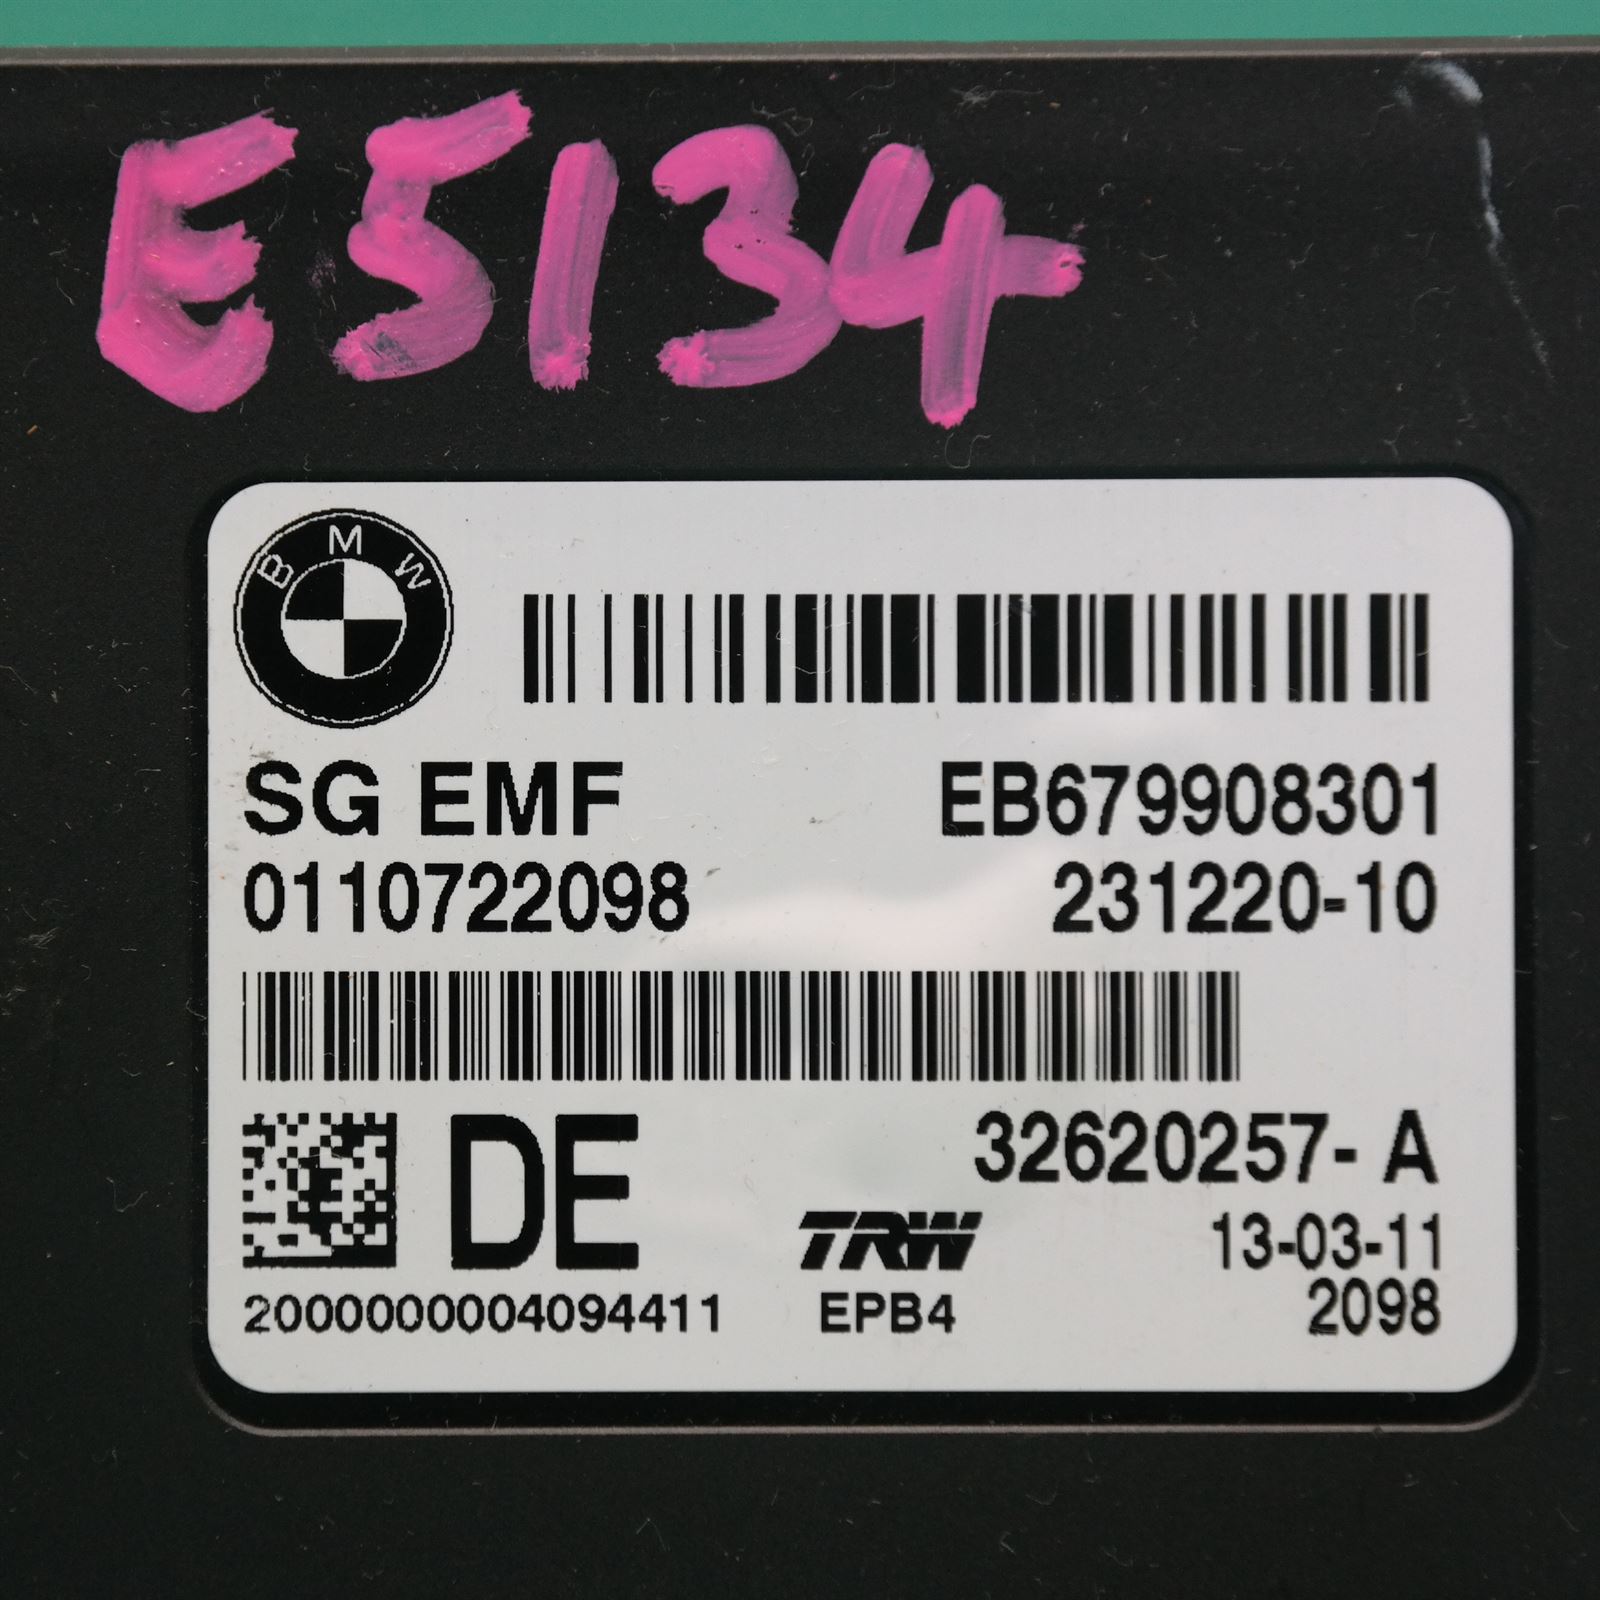 E5134
BMW
SG EMF EB679908301
0110722098 231220-10
DE 32620257- A
TRW 13-03-11
2000000004094411 EPB4 2098